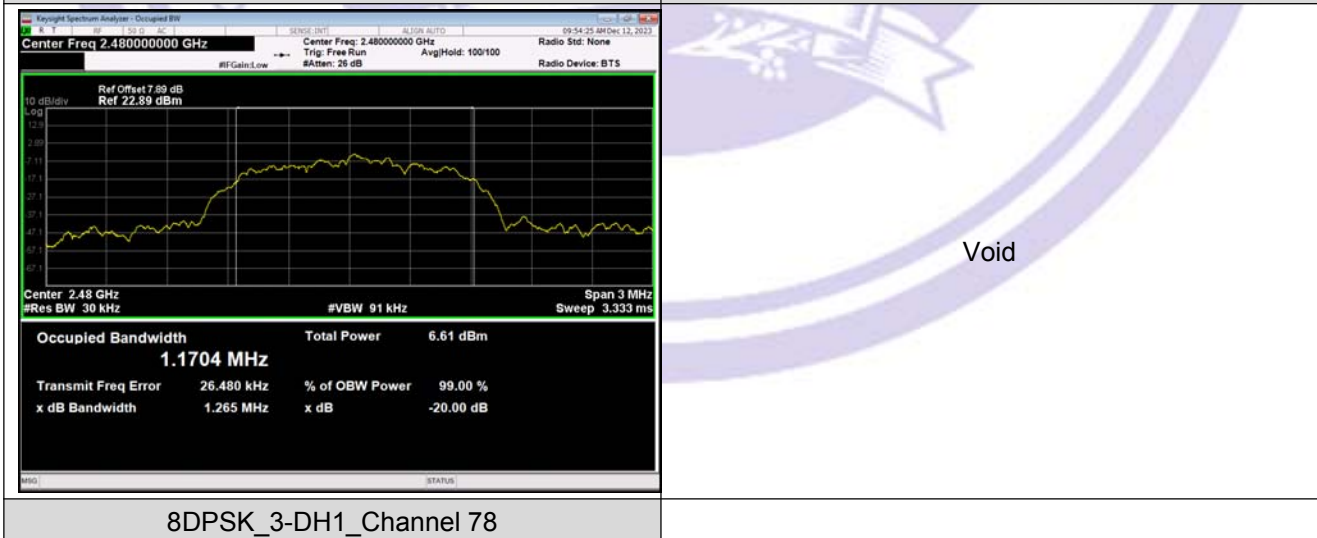 Keysight Spectrum Analyzer - Occupied BW
R T RF 50 Ω AC SENSE:INT ALIGN AUTO 09:54:25 AM Dec 12, 2023
Center Freq 2.480000000 GHz Center Freq: 2.480000000 GHz Radio Std: None
Trig: Free Run Avg|Hold: 100/100
#IFGain:Low #Atten: 26 dB Radio Device: BTS
Ref Offset 7.89 dB
10 dB/div Ref 22.89 dBm
Log
12.9
2.89
-7.11
-17.1
-27.1
-37.1
-47.1
-57.1
-67.1
Center 2.48 GHz Span 3 MHz
#Res BW 30 kHz #VBW 91 kHz Sweep 3.333 ms
Occupied Bandwidth Total Power 6.61 dBm
1.1704 MHz
Transmit Freq Error 26.480 kHz % of OBW Power 99.00 %
x dB Bandwidth 1.265 MHz x dB -20.00 dB
MSG STATUS
Void
8DPSK_3-DH1_Channel 78